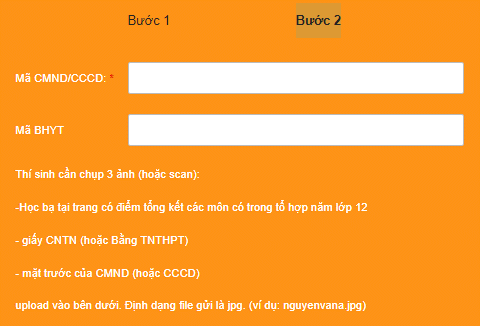 Bước 1
Bước 2
Mã CMND/CCCD: *
Mã BHYT
Thí sinh cần chụp 3 ảnh (hoặc scan):
-Học bạ tại trang có điểm tổng kết các môn có trong tổ hợp năm lớp 12
- giấy CNTN (hoặc Bằng TNTHPT)
- mặt trước của CMND (hoặc CCCD)
upload vào bên dưới. Định dạng file gửi là jpg. (ví dụ: nguyenvana.jpg)